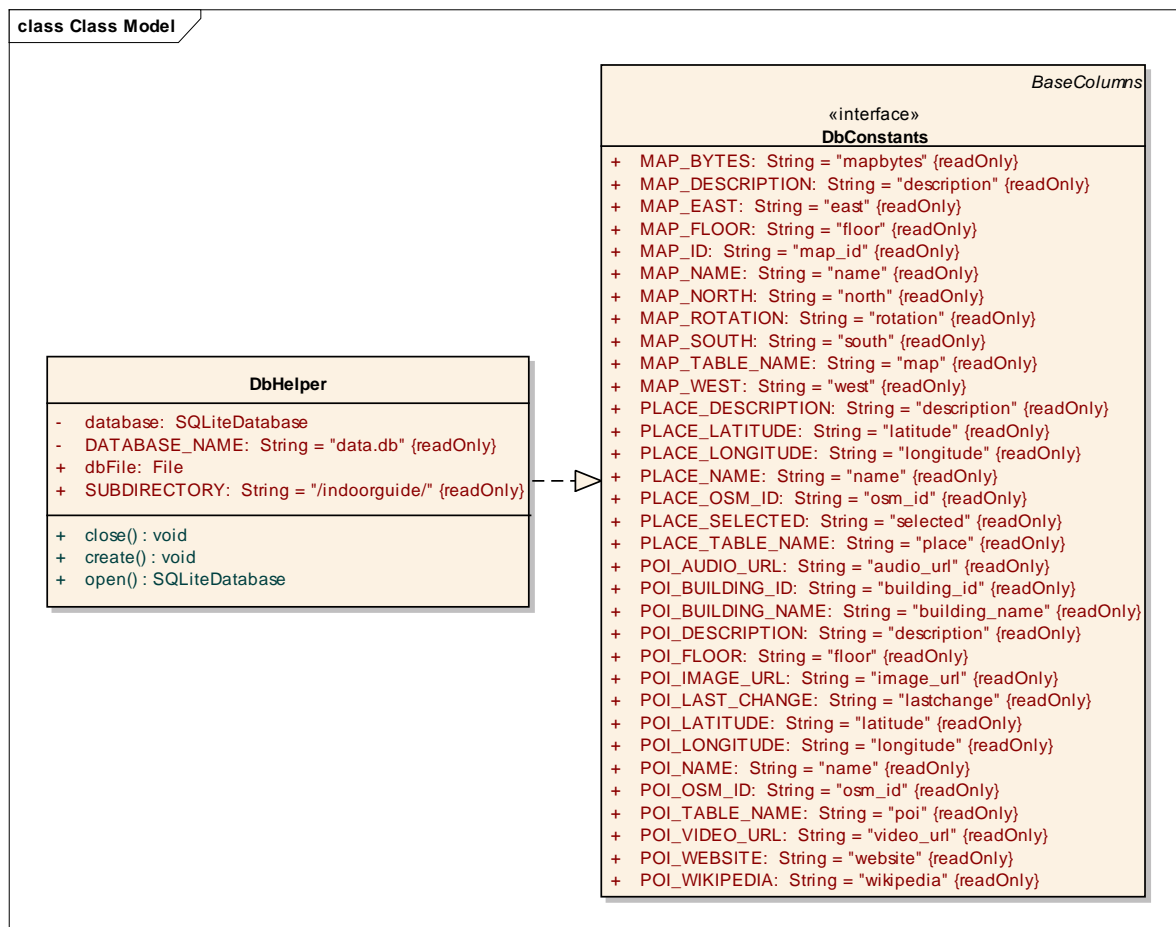 class Class Model
BaseColumns
«interface»
DbConstants
+ MAP_BYTES: String = "mapbytes" {readOnly}
+ MAP_DESCRIPTION: String = "description" {readOnly}
+ MAP_EAST: String = "east" {readOnly}
+ MAP_FLOOR: String = "floor" {readOnly}
+ MAP_ID: String = "map_id" {readOnly}
+ MAP_NAME: String = "name" {readOnly}
+ MAP_NORTH: String = "north" {readOnly}
+ MAP_ROTATION: String = "rotation" {readOnly}
+ MAP_SOUTH: String = "south" {readOnly}
+ MAP_TABLE_NAME: String = "map" {readOnly}
+ MAP_WEST: String = "west" {readOnly}
+ PLACE_DESCRIPTION: String = "description" {readOnly}
+ PLACE_LATITUDE: String = "latitude" {readOnly}
+ PLACE_LONGITUDE: String = "longitude" {readOnly}
+ PLACE_NAME: String = "name" {readOnly}
+ PLACE_OSM_ID: String = "osm_id" {readOnly}
+ PLACE_SELECTED: String = "selected" {readOnly}
+ PLACE_TABLE_NAME: String = "place" {readOnly}
+ POI_AUDIO_URL: String = "audio_url" {readOnly}
+ POI_BUILDING_ID: String = "building_id" {readOnly}
+ POI_BUILDING_NAME: String = "building_name" {readOnly}
+ POI_DESCRIPTION: String = "description" {readOnly}
+ POI_FLOOR: String = "floor" {readOnly}
+ POI_IMAGE_URL: String = "image_url" {readOnly}
+ POI_LAST_CHANGE: String = "lastchange" {readOnly}
+ POI_LATITUDE: String = "latitude" {readOnly}
+ POI_LONGITUDE: String = "longitude" {readOnly}
+ POI_NAME: String = "name" {readOnly}
+ POI_OSM_ID: String = "osm_id" {readOnly}
+ POI_TABLE_NAME: String = "poi" {readOnly}
+ POI_VIDEO_URL: String = "video_url" {readOnly}
+ POI_WEBSITE: String = "website" {readOnly}
+ POI_WIKIPEDIA: String = "wikipedia" {readOnly}
DbHelper
- database: SQLiteDatabase
- DATABASE_NAME: String = "data.db" {readOnly}
+ dbFile: File
+ SUBDIRECTORY: String = "/indoorguide/" {readOnly}
+ close() : void
+ create() : void
+ open() : SQLiteDatabase